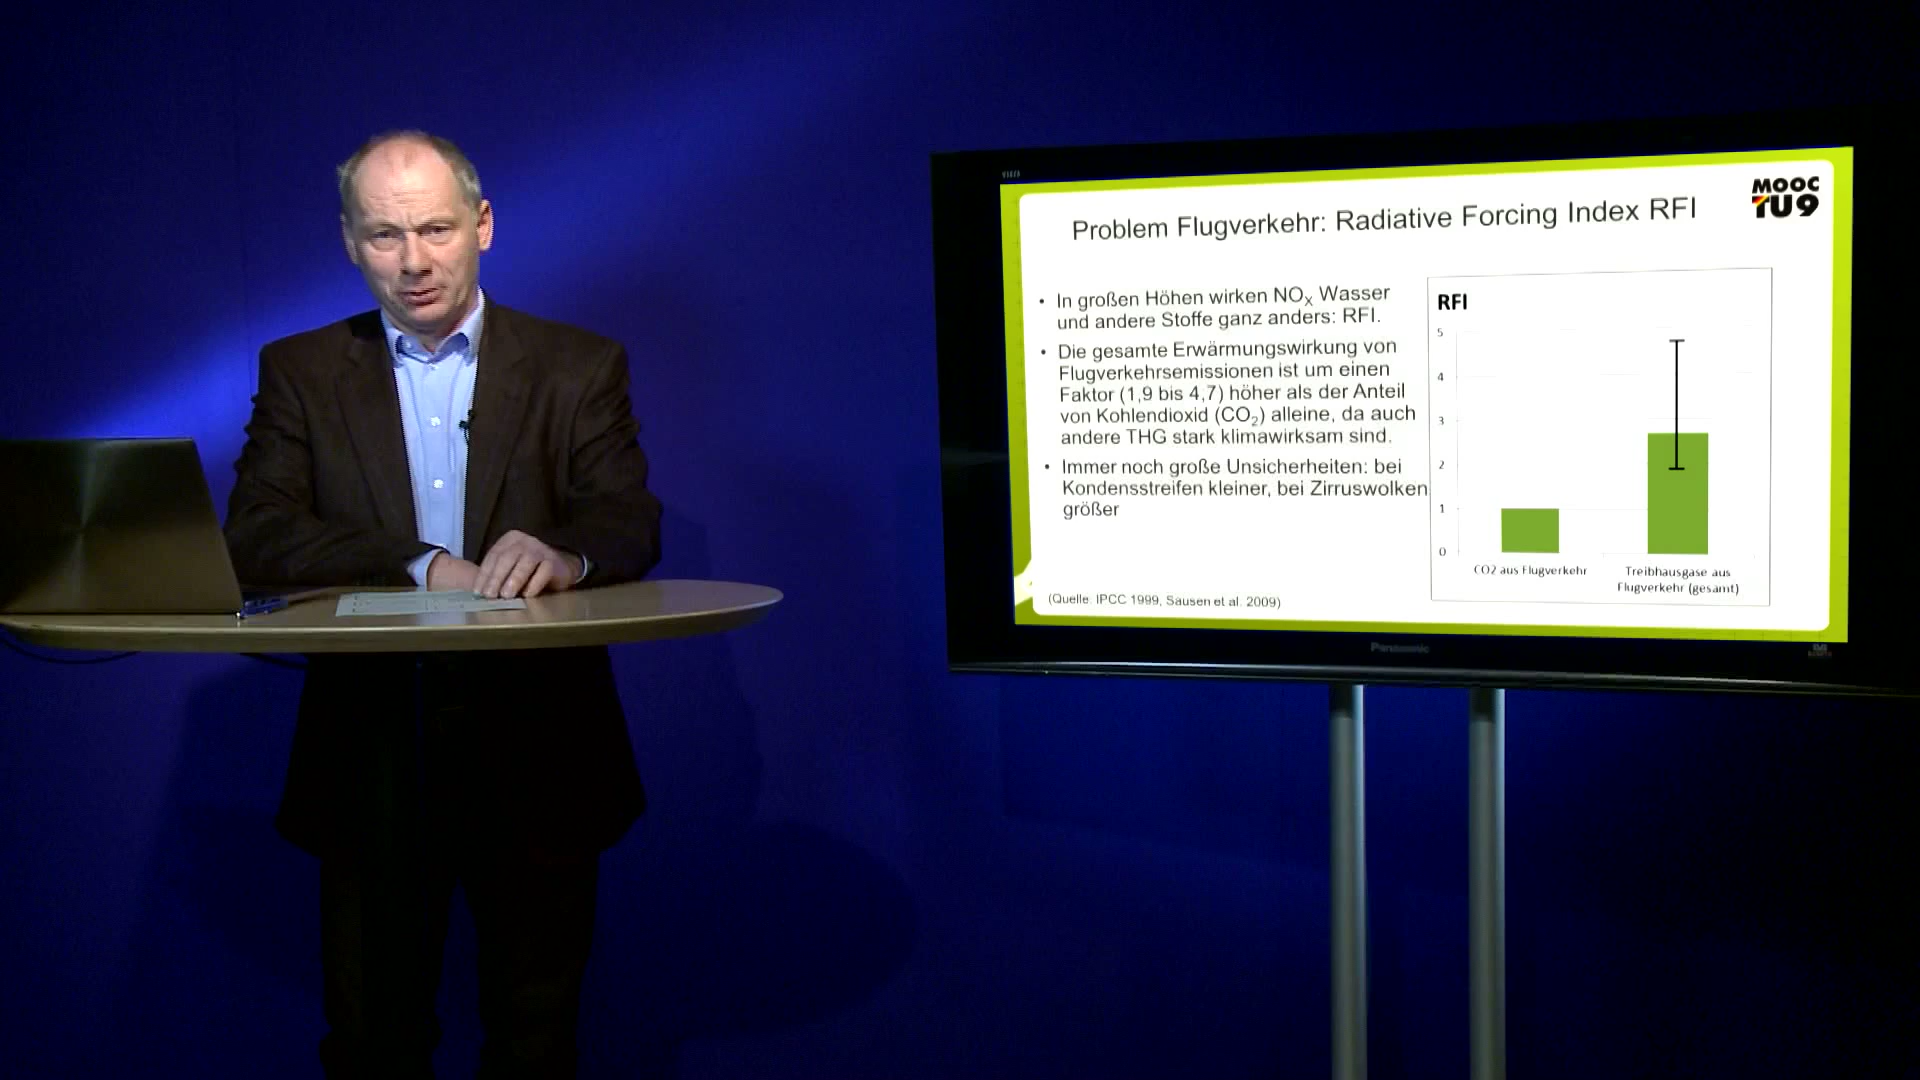 MOOC
TU9
Problem Flugverkehr: Radiative Forcing Index RFI
• In großen Höhen wirken NOX Wasser
und andere Stoffe ganz anders: RFI.
• Die gesamte Erwärmungswirkung von
Flugverkehrsemissionen ist um einen
Faktor (1,9 bis 4,7) höher als der Anteil
von Kohlendioxid (CO2) alleine, da auch
andere THG stark klimawirksam sind.
• Immer noch große Unsicherheiten: bei
Kondensstreifen kleiner, bei Zirruswolken
größer
(Quelle: IPCC 1999, Sausen et al. 2009)
RFI
5
4
3
2
1
0
CO2 aus Flugverkehr
Treibhausgase aus
Flugverkehr (gesamt)
Panasonic